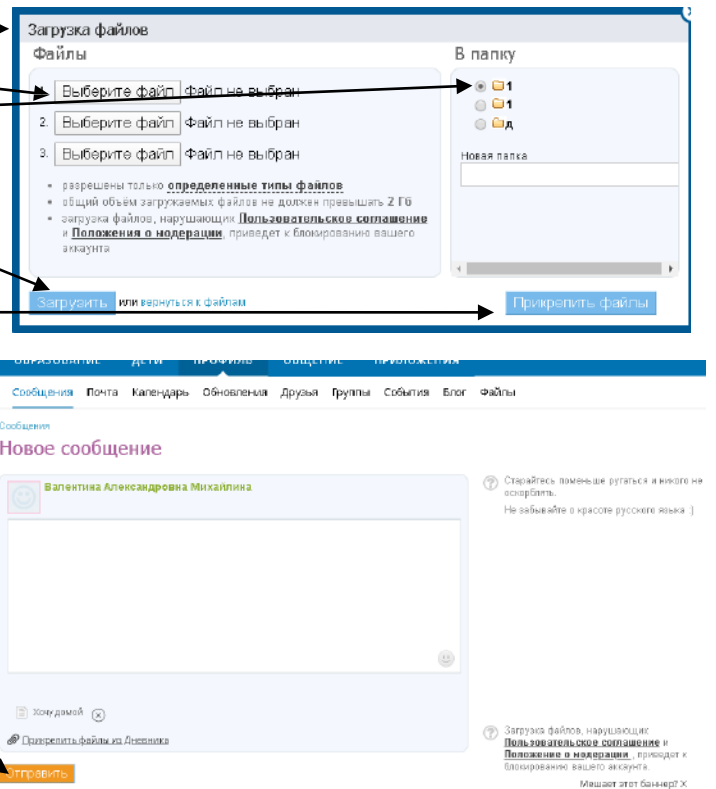 Загрузка файлов
Файлы
В папку
Выберите файл Файл не выбран
2. Выберите файл Файл не выбран
3. Выберите файл Файл не выбран
1
1
д
Новая папка
• разрешены только определенные типы файлов
• общий объём загружаемых файлов не должен превышать 2 Гб
• загрузка файлов, нарушающих Пользовательское соглашение
и Положения о модерации, приведет к блокированию вашего
аккаунта
Загрузить или вернуться к файлам
Прикрепить файлы
ОБРАЗОВАНИЕ ДЕТИ ПРОФИЛЬ ОБЩЕНИЕ ПРИЛОЖЕНИЯ
Сообщения Почта Календарь Обновления Друзья Группы События Блог Файлы
Сообщения
Новое сообщение
Валентина Александровна Михайлина
Старайтесь поменьше ругаться и никого не
оскорблять.
Не забывайте о красоте русского языка :)
Хочу домой
Прикрепить файлы из Дневника
Загрузка файлов, нарушающих
Пользовательское соглашение и
Положение о модерации, приведет к
блокированию вашего аккаунта.
Отправить
Мешает этот баннер? X